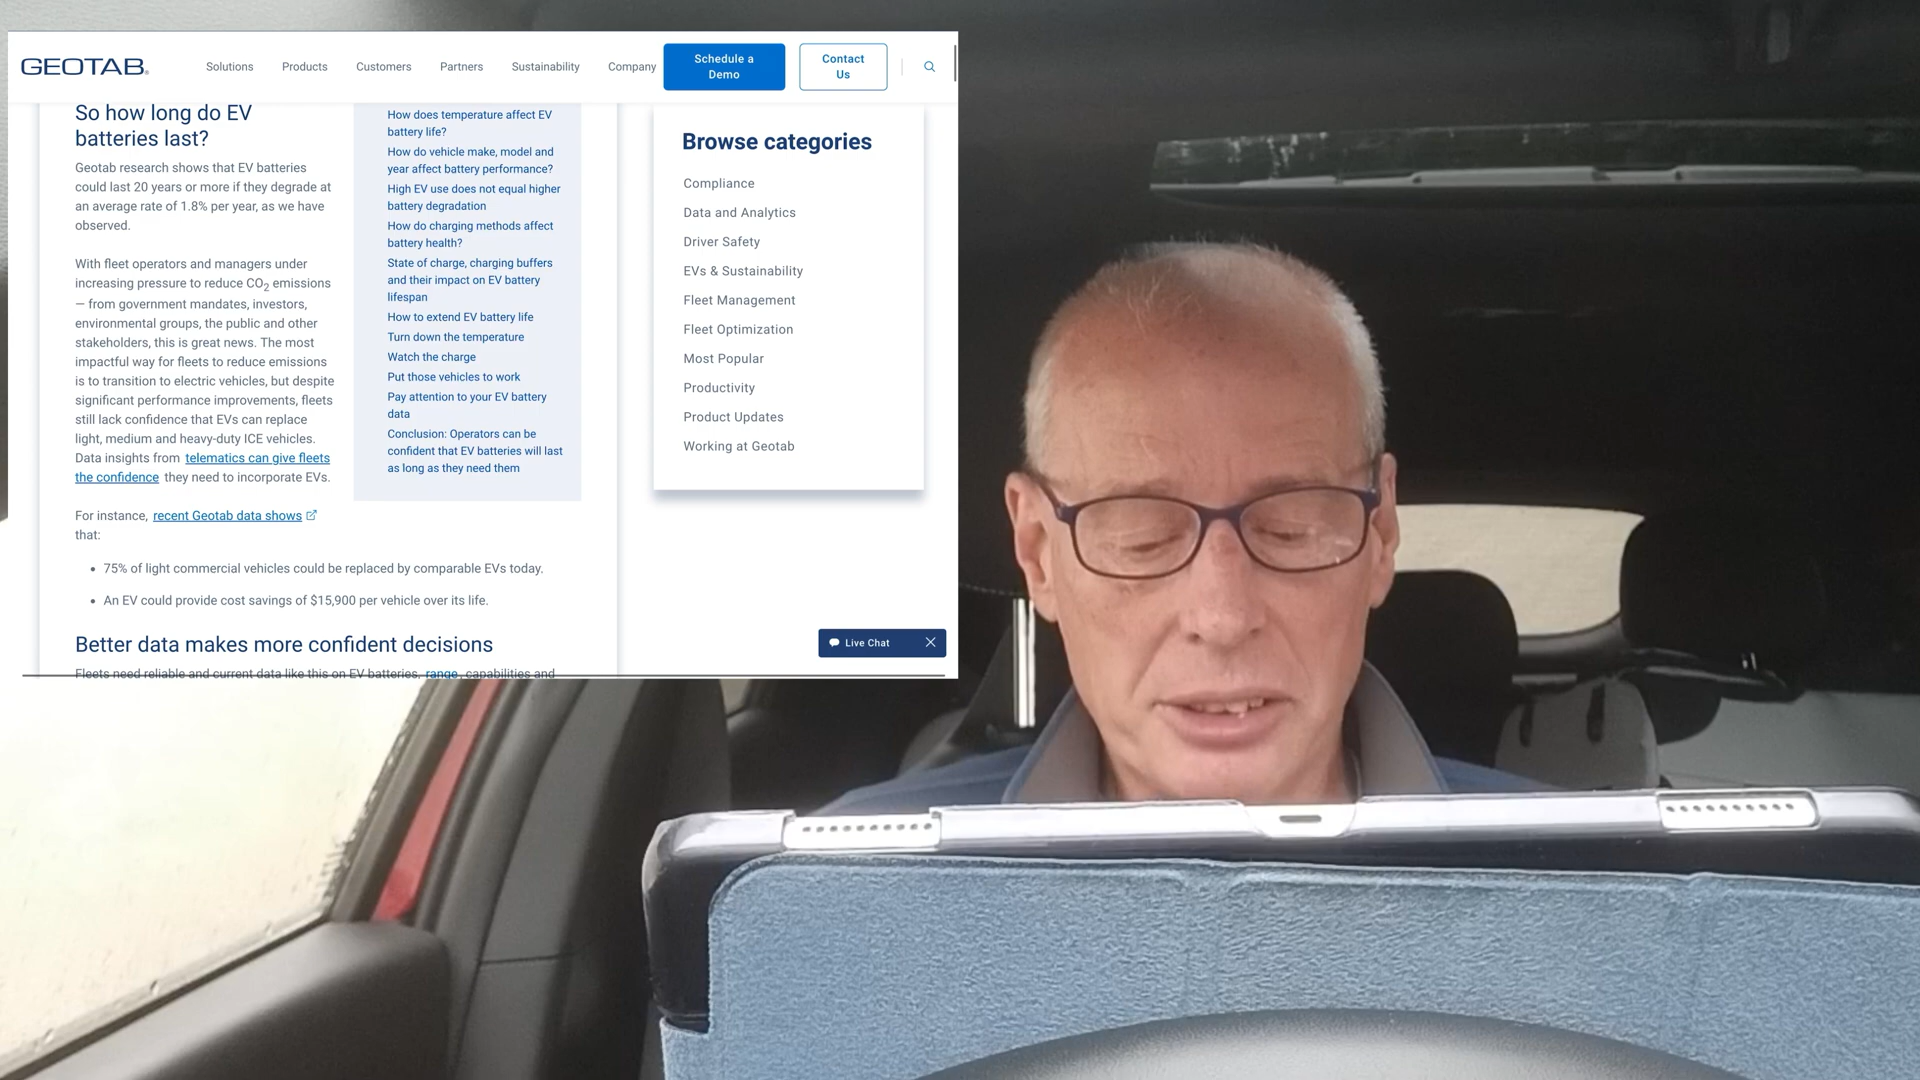 GEOTAB
Solutions
Products
Customers
Partners
Sustainability
Company
Schedule a
Demo
Contact
Us
So how long do EV
batteries last?
Geotab research shows that EV batteries
could last 20 years or more if they degrade at
an average rate of 1.8% per year, as we have
observed.
With fleet operators and managers under
increasing pressure to reduce CO2 emissions
— from government mandates, investors,
environmental groups, the public and other
stakeholders, this is great news. The most
impactful way for fleets to reduce emissions
is to transition to electric vehicles, but despite
significant performance improvements, fleets
still lack confidence that EVs can replace
light, medium and heavy-duty ICE vehicles.
Data insights from telematics can give fleets
the confidence they need to incorporate EVs.
For instance, recent Geotab data shows
that:
• 75% of light commercial vehicles could be replaced by comparable EVs today.
• An EV could provide cost savings of $15,900 per vehicle over its life.
Better data makes more confident decisions
Fleets need reliable and current data like this on EV batteries, range, capabilities and
How does temperature affect EV
battery life?
How do vehicle make, model and
year affect battery performance?
High EV use does not equal higher
battery degradation
How do charging methods affect
battery health?
State of charge, charging buffers
and their impact on EV battery
lifespan
How to extend EV battery life
Turn down the temperature
Watch the charge
Put those vehicles to work
Pay attention to your EV battery
data
Conclusion: Operators can be
confident that EV batteries will last
as long as they need them
Browse categories
Compliance
Data and Analytics
Driver Safety
EVs & Sustainability
Fleet Management
Fleet Optimization
Most Popular
Productivity
Product Updates
Working at Geotab
Live Chat